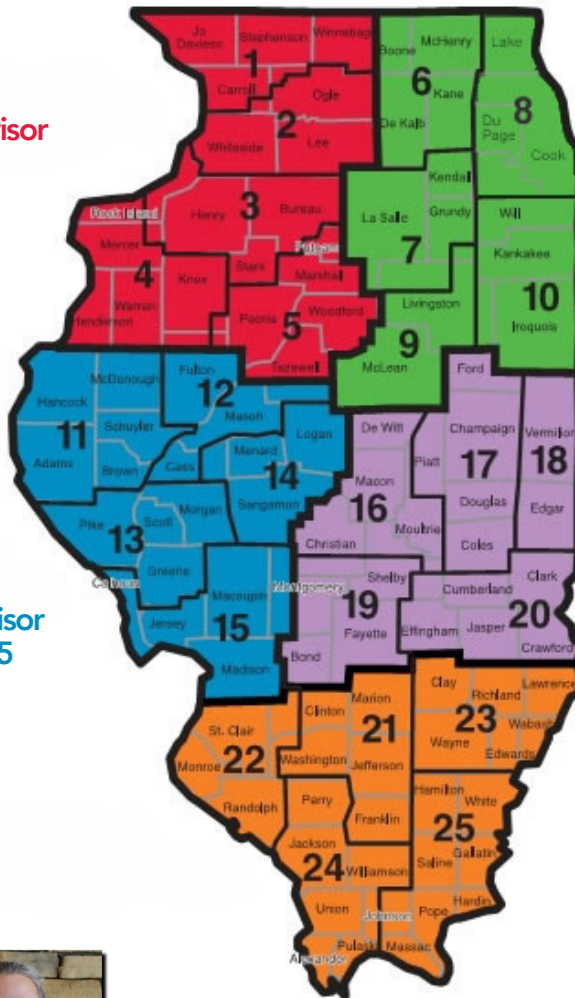 Jo Daviess
Stephenson
Winnebago
Boone
McHenry
Lake
1
Carroll
Ogle
6
Kane
8
visor
2
De Kalb
Du Page
Whiteside
Lee
Cook
Kendall
Rock Island
Henry
3
Bureau
La Salle
Grundy
Will
Mercer
Putnam
7
Kankakee
4
Knox
Stark
Marshall
Warren
Peoria
Woodford
Livingston
10
Henderson
5
9
Iroquois
Tazewell
McLean
Ford
McDonough
Fulton
12
Hancock
Mason
De Witt
Champaign
Vermilion
11
Schuyler
Logan
Piatt
17
18
Adams
Brown
Cass
Menard
14
Macon
Douglas
Edgar
Pike
Scott
Morgan
Sangamon
16
Moultrie
13
Christian
Coles
Calhoun
Greene
Montgomery
Shelby
Cumberland
Clark
Macoupin
19
20
isor
Jersey
15
Fayette
Effingham
Jasper
Crawford
5
Madison
Bond
Clay
Richland
Lawrence
Clinton
Marion
St. Clair
21
23
Wabash
22
Washington
Jefferson
Wayne
Edwards
Monroe
Hamilton
White
Randolph
Perry
Franklin
25
Jackson
Gallatin
24
Williamson
Saline
Union
Johnson
Pope
Hardin
Pulaski
Massac
Alexander